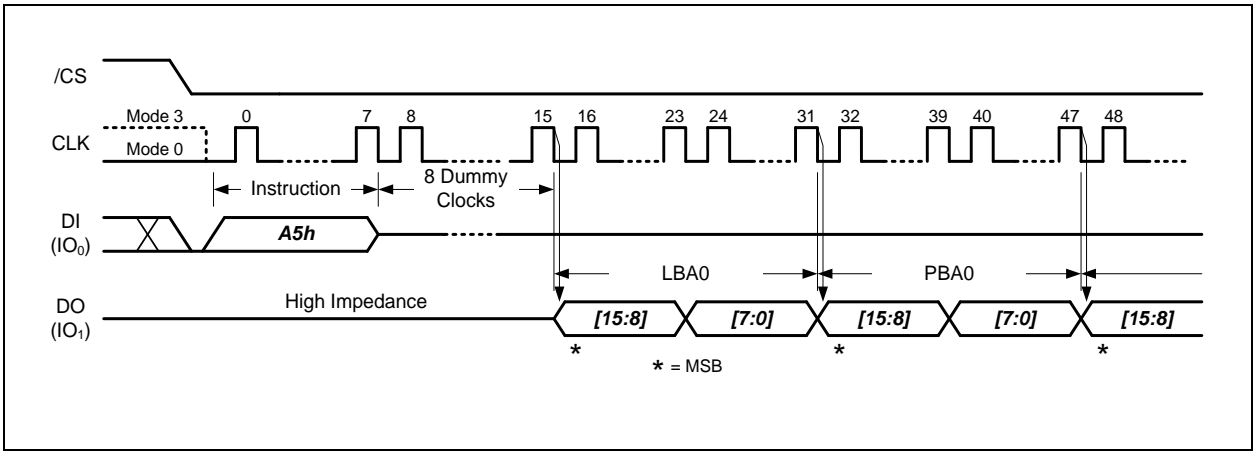 /CS
Mode 3
0
7
8
15
16
23
24
31
32
39
40
47
48
CLK
Mode 0
Instruction
8 Dummy
Clocks
DI
(IO₀)
A5h
LBA0
PBA0
DO
(IO₁)
High Impedance
[15:8]
[7:0]
[15:8]
[7:0]
[15:8]
*
*
*
* = MSB